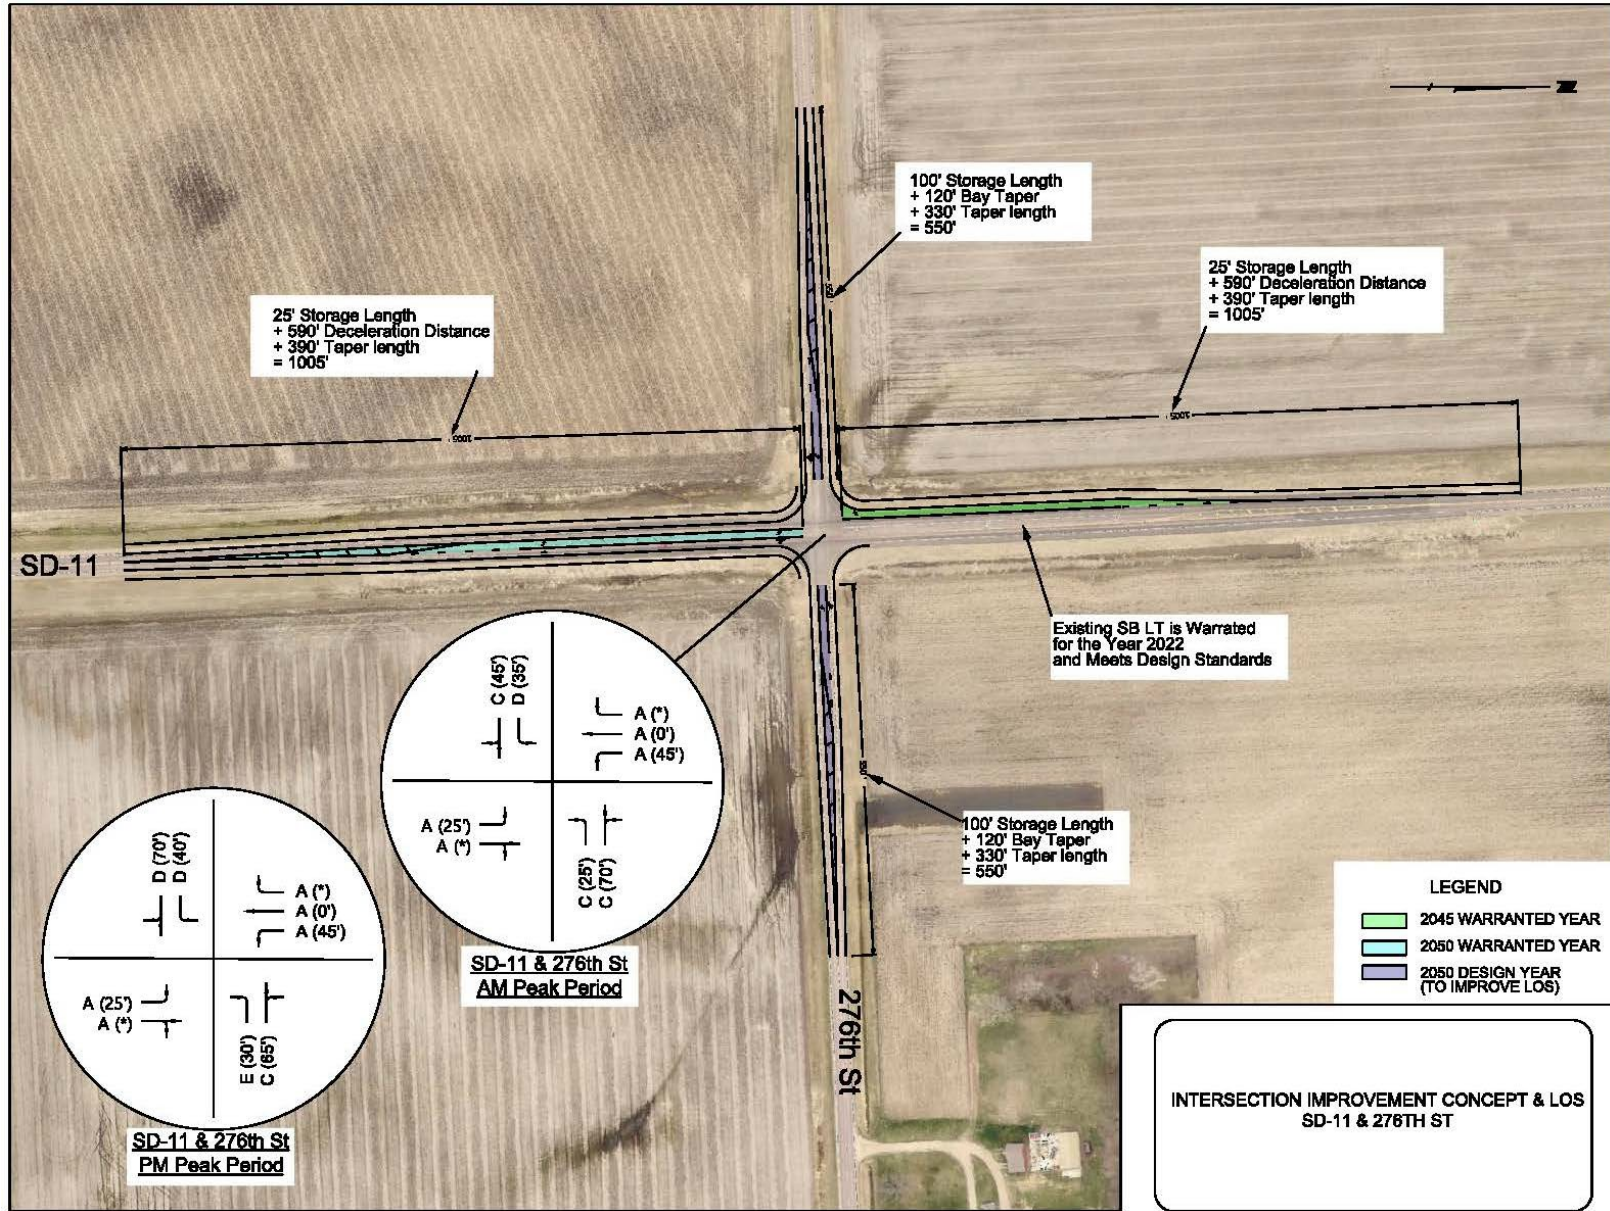 100' Storage Length
+ 120' Bay Taper
+ 330' Taper length
= 550'
25' Storage Length
+ 590' Deceleration Distance
+ 390' Taper length
= 1005'
25' Storage Length
+ 590' Deceleration Distance
+ 390' Taper length
= 1005'
550'
1005'
1005'
SD-11
Existing SB LT is Warrated
for the Year 2022
and Meets Design Standards
C (45')
D (35')
A (*)
A (0')
A (45')
A (25')
A (*)
C (25')
C (70')
SD-11 & 276th St
AM Peak Period
550'
100' Storage Length
+ 120' Bay Taper
+ 330' Taper length
= 550'
D (70')
D (40')
A (*)
A (0')
A (45')
A (25')
A (*)
E (30')
C (65')
SD-11 & 276th St
PM Peak Period
276th St
LEGEND
2045 WARRANTED YEAR
2050 WARRANTED YEAR
2050 DESIGN YEAR
(TO IMPROVE LOS)
INTERSECTION IMPROVEMENT CONCEPT & LOS
SD-11 & 276TH ST